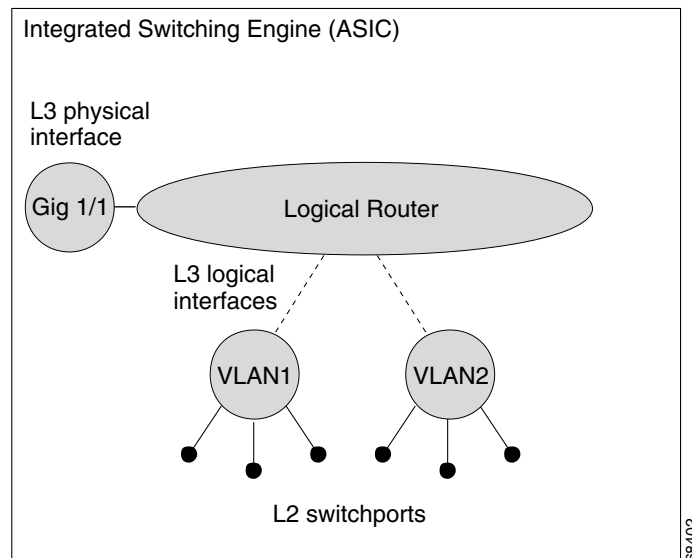 Integrated Switching Engine (ASIC)
L3 physical
interface
Gig 1/1
Logical Router
L3 logical
interfaces
VLAN1
VLAN2
L2 switchports